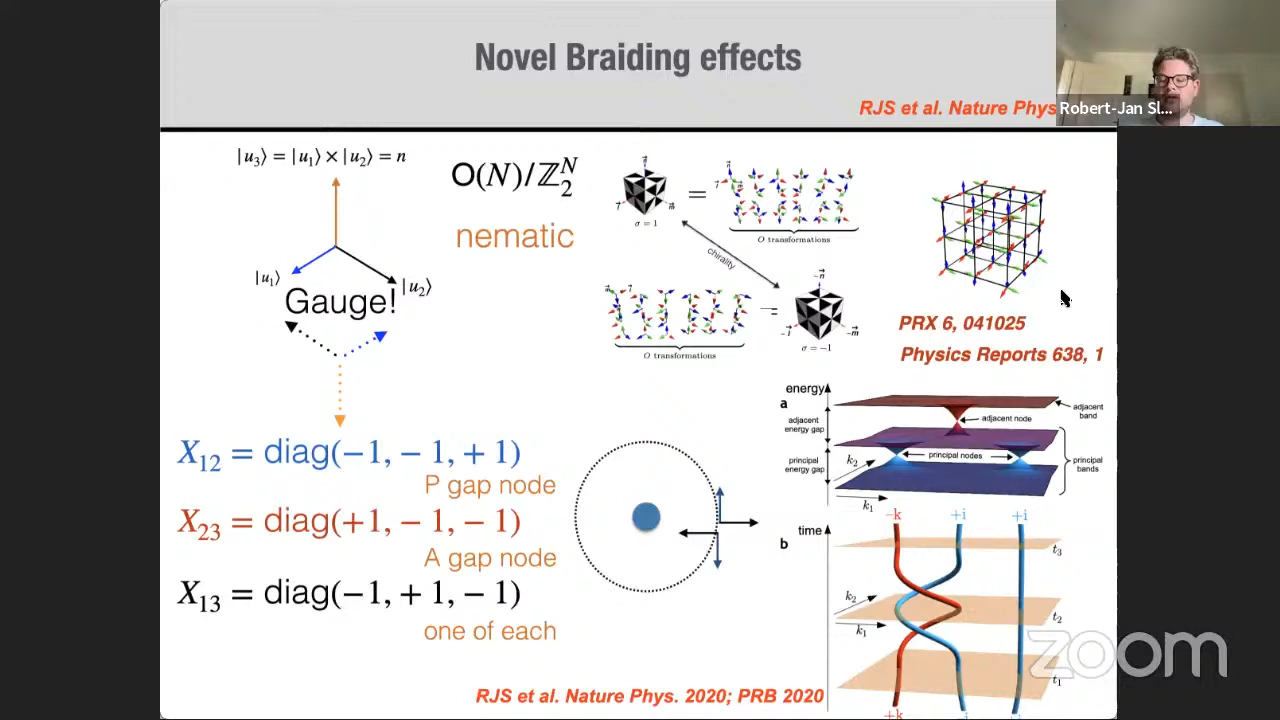 Novel Braiding effects
RJS et al. Nature Phys
Robert-Jan Sl...
|u₃⟩ = |u₁⟩ × |u₂⟩ = n
|u₁⟩
|u₂⟩
Gauge!
O(N)/ℤ₂ᴺ
nematic
σ = 1
=
O transformations
chirality
O transformations
=
σ = −1
PRX 6, 041025
Physics Reports 638, 1
X₁₂ = diag(−1, − 1, + 1)
P gap node
X₂₃ = diag(+1, − 1, − 1)
A gap node
X₁₃ = diag(−1, + 1, − 1)
one of each
energy
a
adjacent energy gap
principal energy gap
adjacent node
adjacent band
principal nodes
principal bands
k₂
k₁
−k
+i
+i
time
b
t₃
k₂
k₁
t₂
t₁
+k
zoom
RJS et al. Nature Phys. 2020; PRB 2020